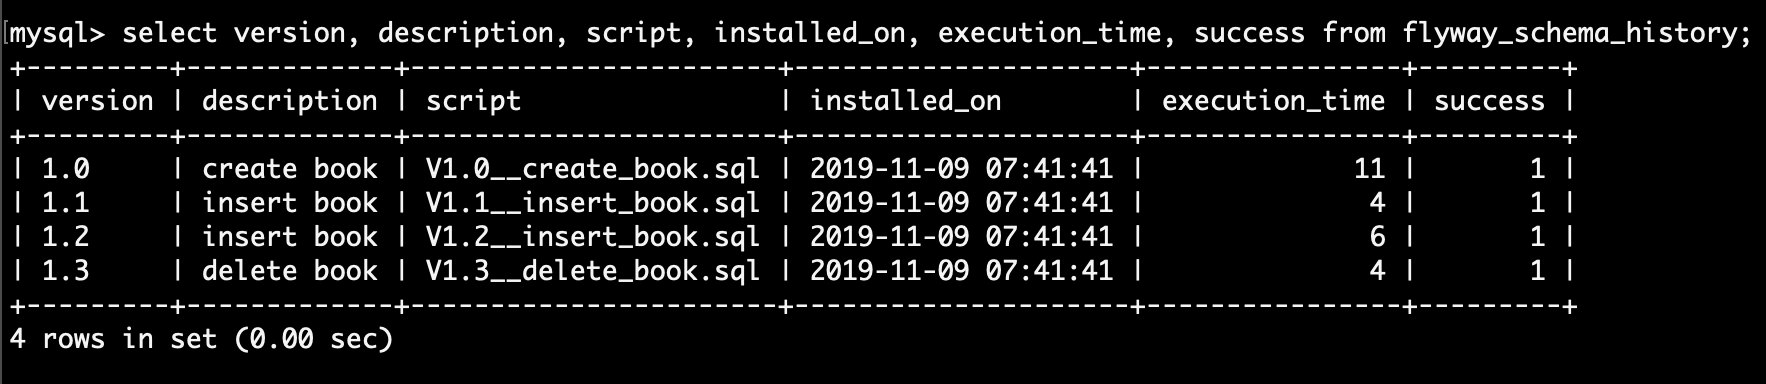 mysql> select version, description, script, installed_on, execution_time, success from flyway_schema_history;
+---------+-------------+-----------------------+---------------------+----------------+---------+
| version | description | script                | installed_on        | execution_time | success |
+---------+-------------+-----------------------+---------------------+----------------+---------+
| 1.0     | create book | V1.0__create_book.sql | 2019-11-09 07:41:41 |             11 |       1 |
| 1.1     | insert book | V1.1__insert_book.sql | 2019-11-09 07:41:41 |              4 |       1 |
| 1.2     | insert book | V1.2__insert_book.sql | 2019-11-09 07:41:41 |              6 |       1 |
| 1.3     | delete book | V1.3__delete_book.sql | 2019-11-09 07:41:41 |              4 |       1 |
+---------+-------------+-----------------------+---------------------+----------------+---------+
4 rows in set (0.00 sec)